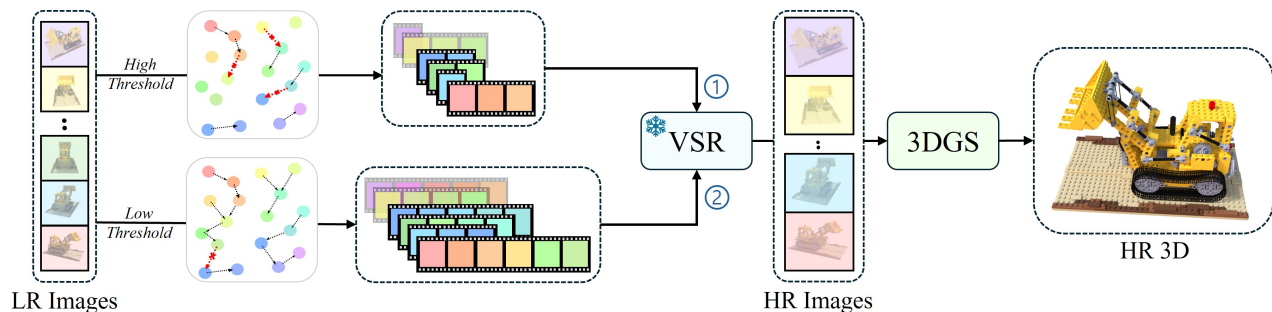 High
Threshold
①
VSR
3DGS
Low
Threshold
②
LR Images
HR Images
HR 3D